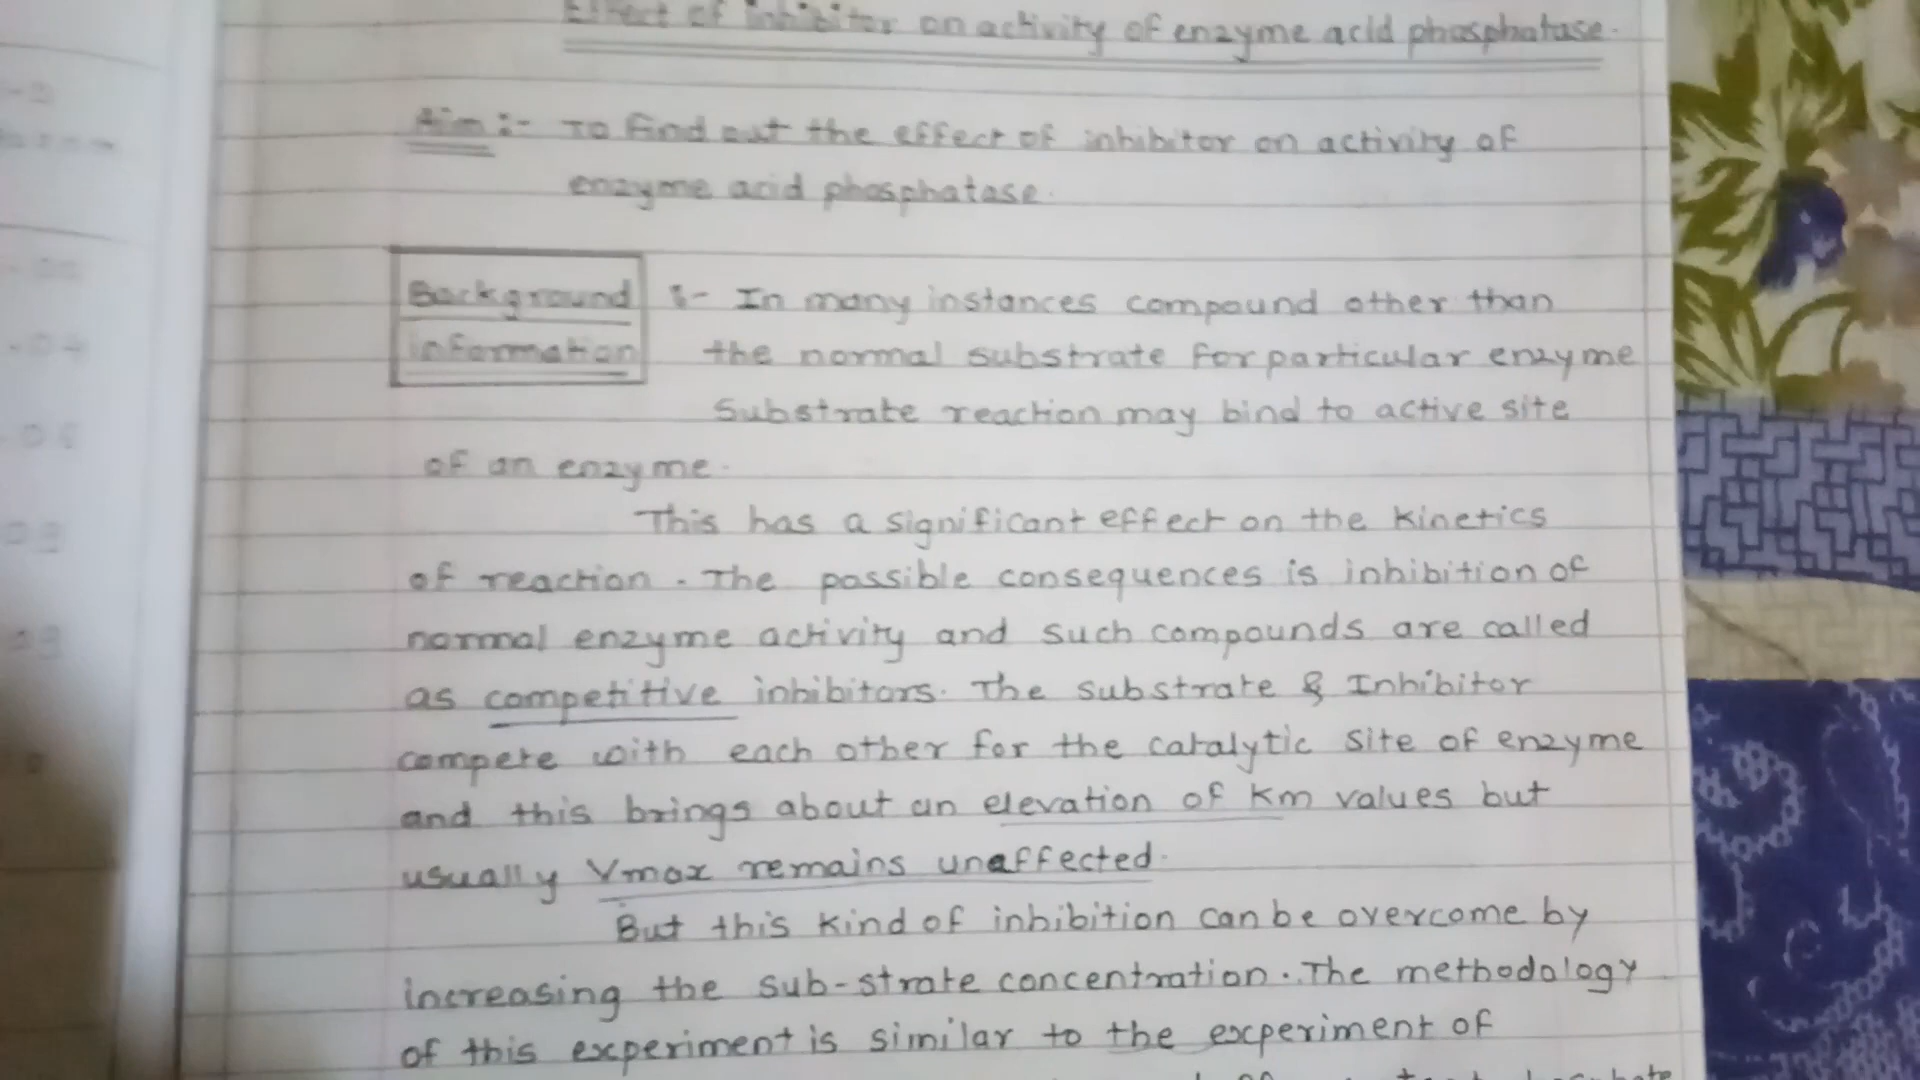 Effect of inhibitor on activity of enzyme acid phosphatase.
Aim :- To find out the effect of inhibitor on activity of
enzyme acid phosphatase.
Background :- In many instances compound other than
information the normal substrate for particular enzyme
Substrate reaction may bind to active site
of an enzyme.
This has a significant effect on the kinetics
of reaction. The possible consequences is inhibition of
normal enzyme activity and such compounds are called
as competitive inhibitors. The substrate & Inhibitor
compete with each other for the catalytic site of enzyme
and this brings about an elevation of Km values but
usually Vmax remains unaffected.
But this kind of inhibition can be overcome by
increasing the sub-strate concentration. The methodology
of this experiment is similar to the experiment of